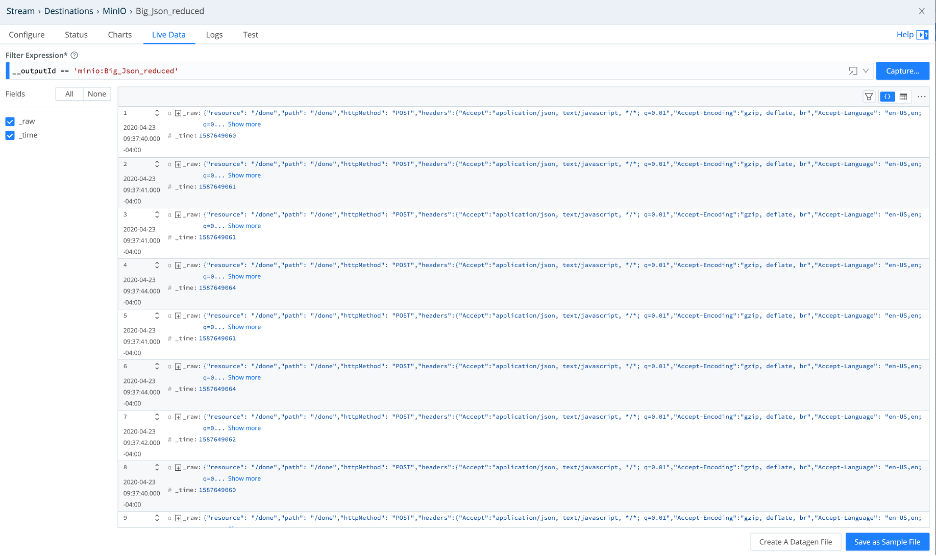 Stream > Destinations > MinIO > Big_Json_reduced
Configure Status Charts Live Data Logs Test
Help
Filter Expression*
__outputId == 'minio:Big_Json_reduced'
Capture...
Fields All None
_raw
_time
1 α _raw: {"resource": "/done","path": "/done","httpMethod": "POST","headers":{"Accept":"application/json, text/javascript, */*; q=0.01","Accept-Encoding":"gzip, deflate, br","Accept-Language": "en-US,en;
2020-04-23 q=0... Show more
09:37:40.000 # _time: 1587649060
-04:00
2 α _raw: {"resource": "/done","path": "/done","httpMethod": "POST","headers":{"Accept":"application/json, text/javascript, */*; q=0.01","Accept-Encoding":"gzip, deflate, br","Accept-Language": "en-US,en;
2020-04-23 q=0... Show more
09:37:41.000 # _time: 1587649061
-04:00
3 α _raw: {"resource": "/done","path": "/done","httpMethod": "POST","headers":{"Accept":"application/json, text/javascript, */*; q=0.01","Accept-Encoding":"gzip, deflate, br","Accept-Language": "en-US,en;
2020-04-23 q=0... Show more
09:37:41.000 # _time: 1587649061
-04:00
4 α _raw: {"resource": "/done","path": "/done","httpMethod": "POST","headers":{"Accept":"application/json, text/javascript, */*; q=0.01","Accept-Encoding":"gzip, deflate, br","Accept-Language": "en-US,en;
2020-04-23 q=0... Show more
09:37:44.000 # _time: 1587649064
-04:00
5 α _raw: {"resource": "/done","path": "/done","httpMethod": "POST","headers":{"Accept":"application/json, text/javascript, */*; q=0.01","Accept-Encoding":"gzip, deflate, br","Accept-Language": "en-US,en;
2020-04-23 q=0... Show more
09:37:41.000 # _time: 1587649061
-04:00
6 α _raw: {"resource": "/done","path": "/done","httpMethod": "POST","headers":{"Accept":"application/json, text/javascript, */*; q=0.01","Accept-Encoding":"gzip, deflate, br","Accept-Language": "en-US,en;
2020-04-23 q=0... Show more
09:37:44.000 # _time: 1587649064
-04:00
7 α _raw: {"resource": "/done","path": "/done","httpMethod": "POST","headers":{"Accept":"application/json, text/javascript, */*; q=0.01","Accept-Encoding":"gzip, deflate, br","Accept-Language": "en-US,en;
2020-04-23 q=0... Show more
09:37:42.000 # _time: 1587649062
-04:00
8 α _raw: {"resource": "/done","path": "/done","httpMethod": "POST","headers":{"Accept":"application/json, text/javascript, */*; q=0.01","Accept-Encoding":"gzip, deflate, br","Accept-Language": "en-US,en;
2020-04-23 q=0... Show more
09:37:40.000 # _time: 1587649060
-04:00
9 α _raw: {"resource": "/done","path": "/done","httpMethod": "POST","headers":{"Accept":"application/json, text/javascript, */*; q=0.01","Accept-Encoding":"gzip, deflate, br","Accept-Language": "en-US,en;
Create A Datagen File Save as Sample File